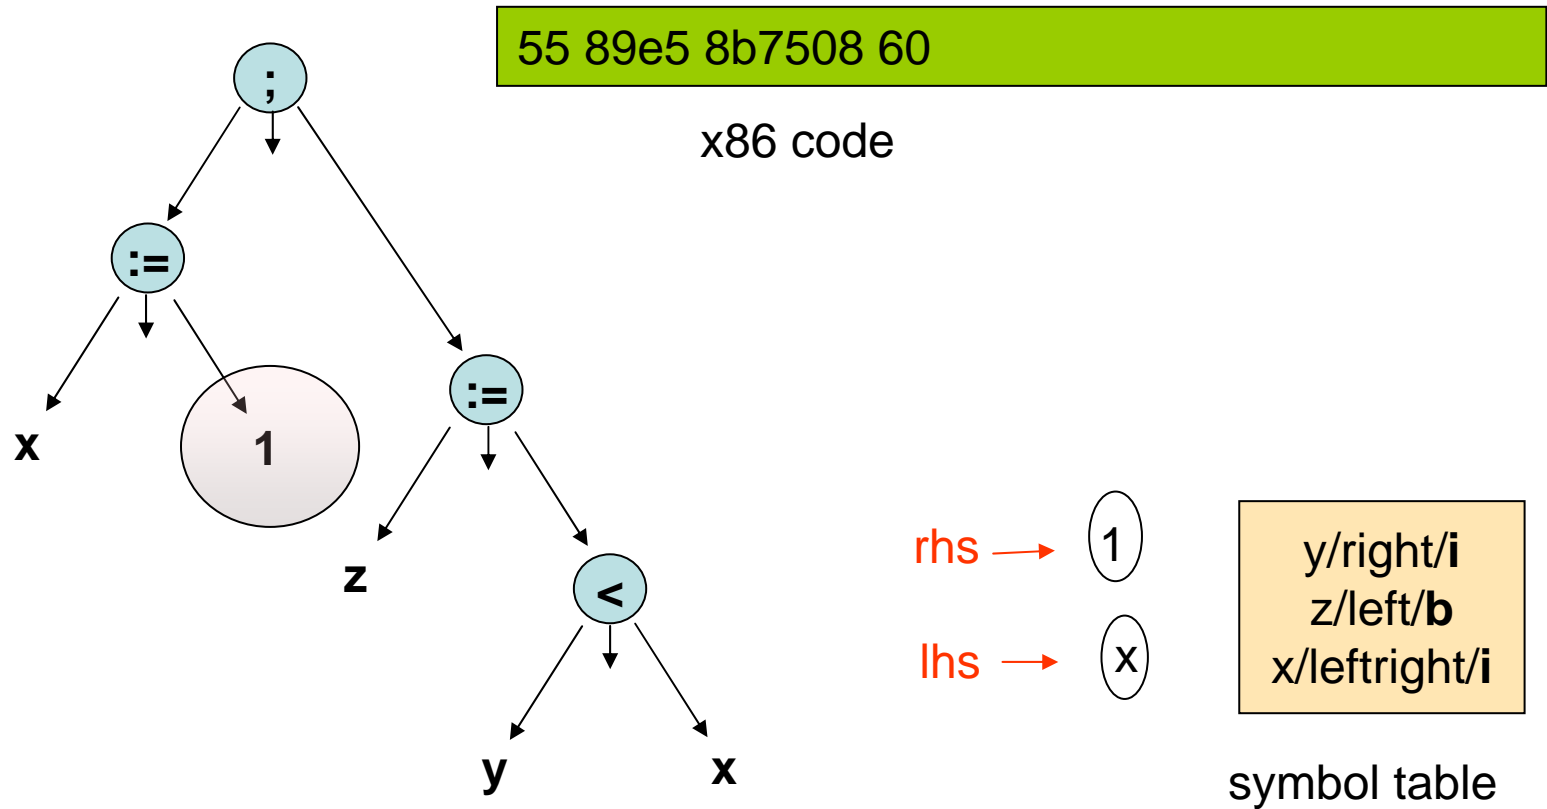 55 89e5 8b7508 60
;
x86 code
:=
:=
x
1
rhs
1
y/right/i
z
<
z/left/b
lhs
x
x/leftright/i
y
x
symbol table